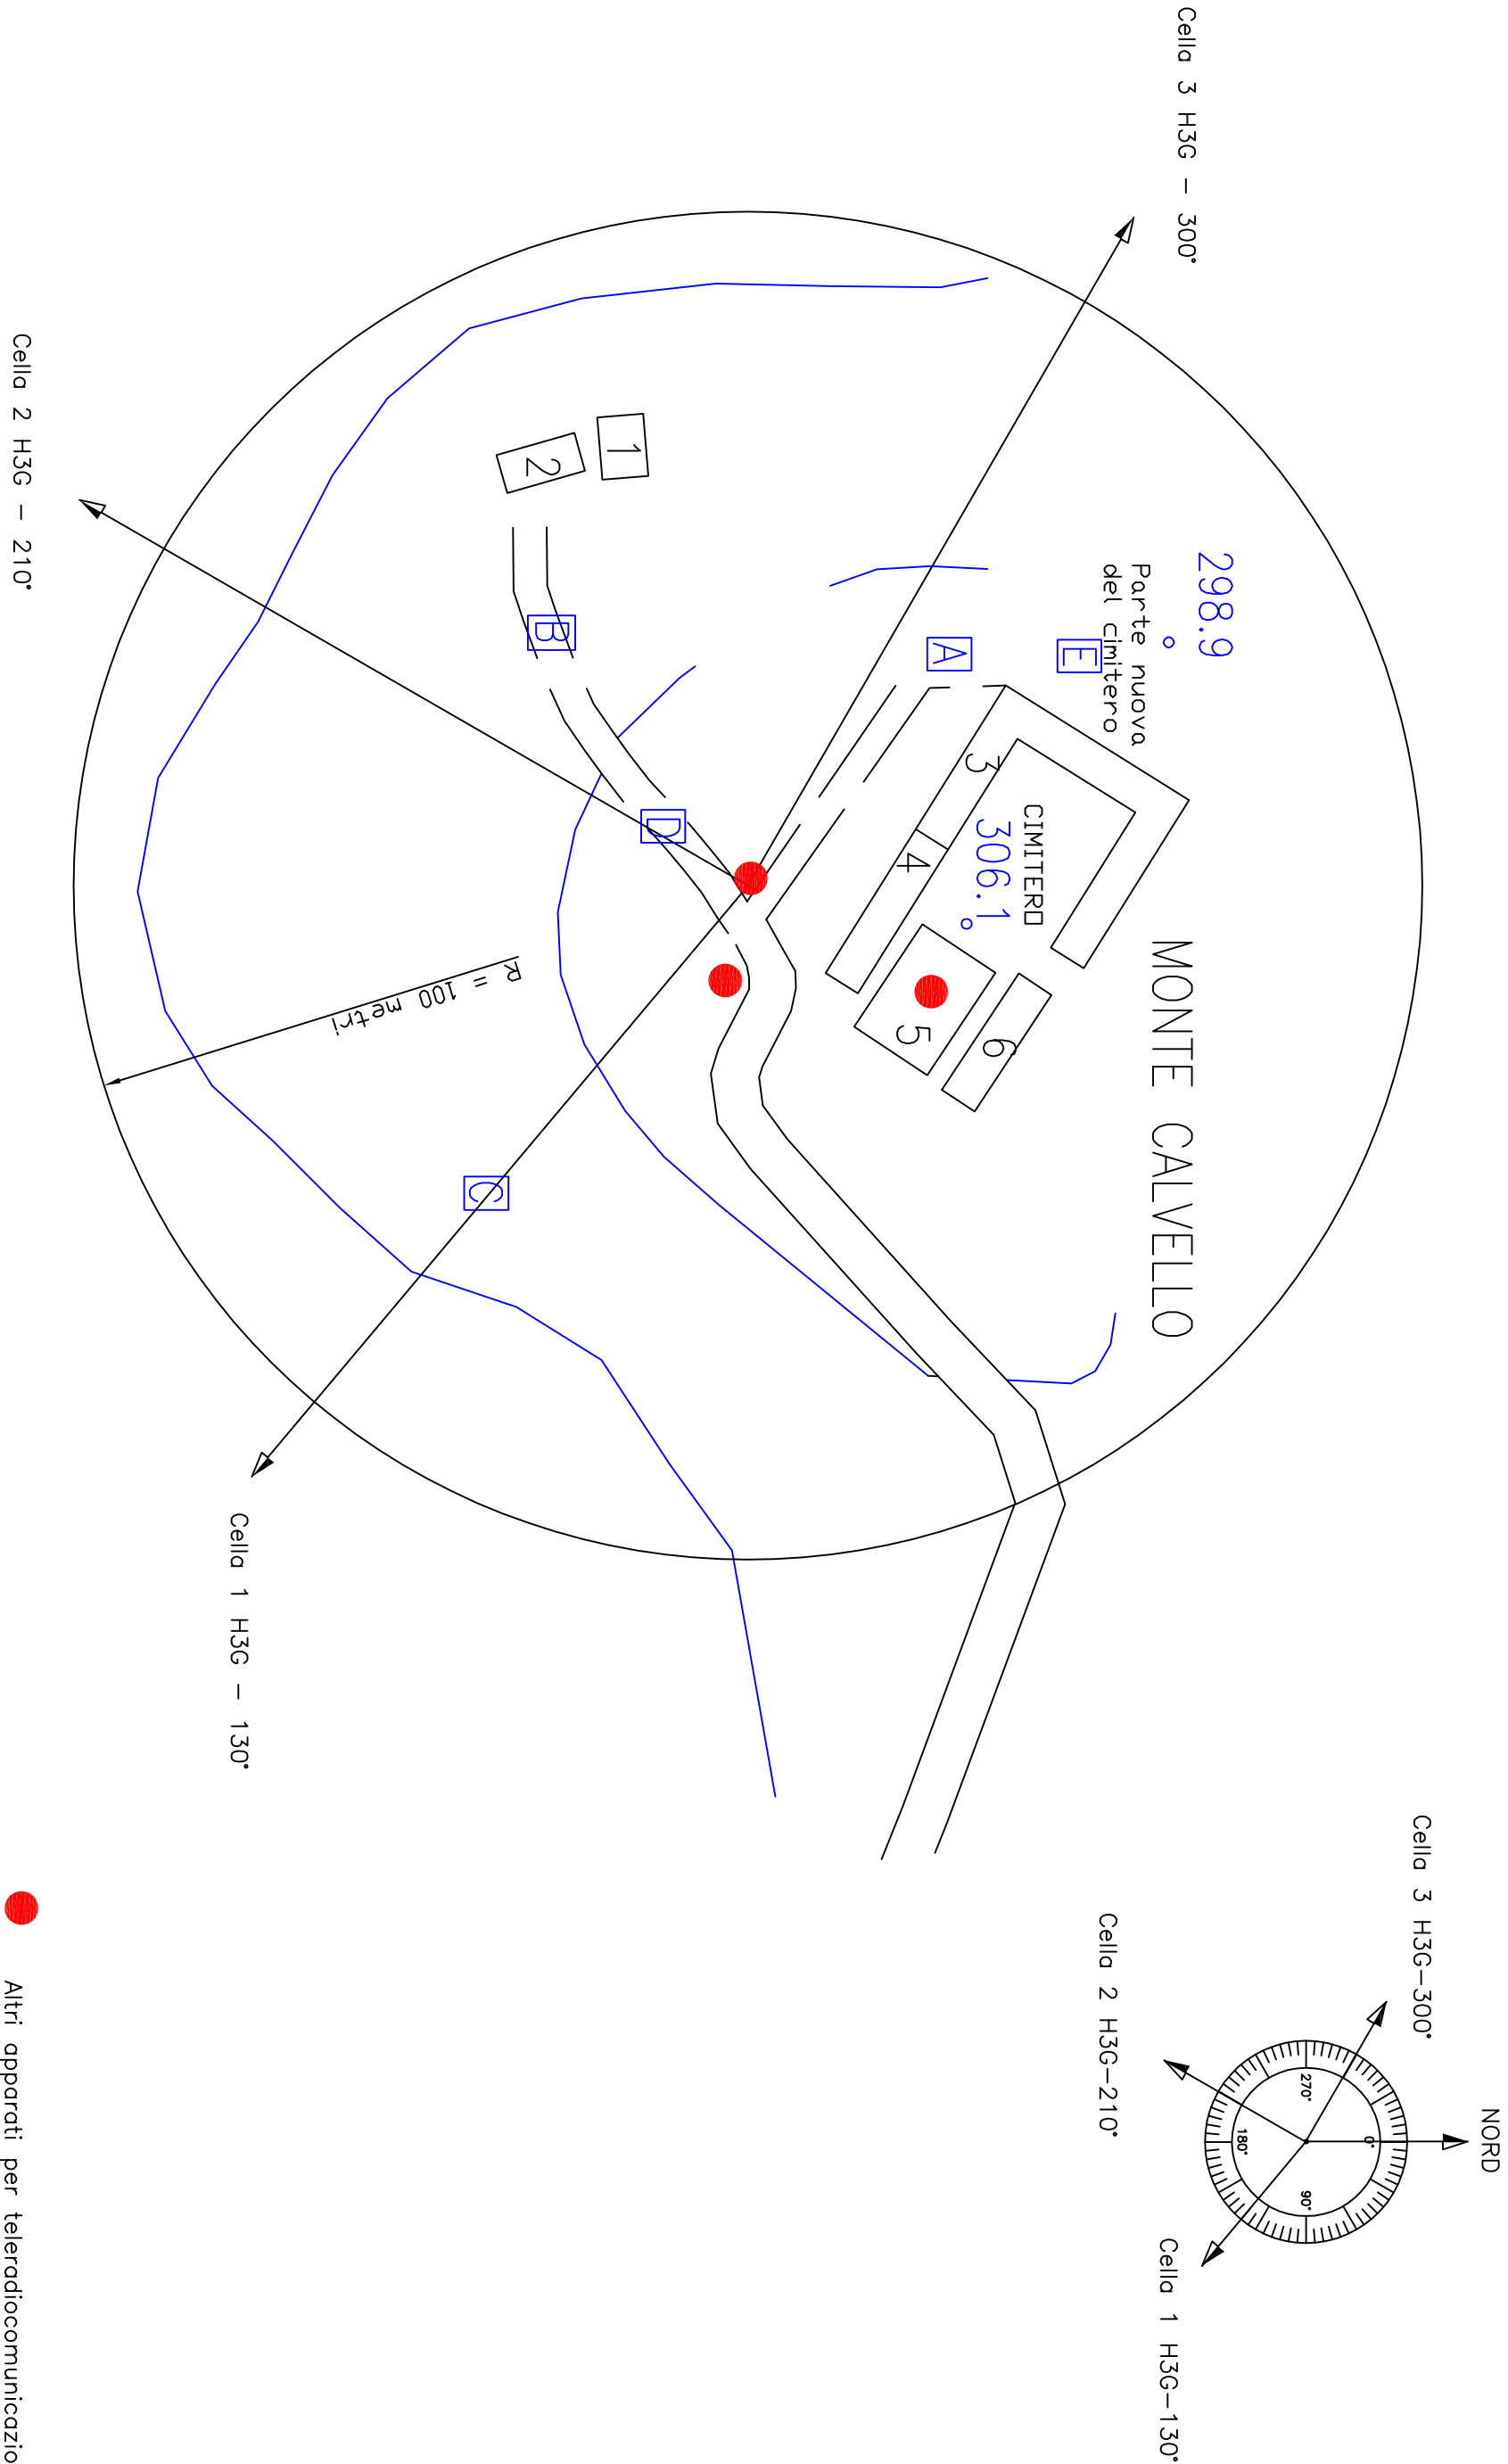 Cella 3 H3G - 300°
298.9
Parte nuova
del cimitero
MONTE CALVELLO
CIMITERO
306.1
E
A
3
4
5
6
1
2
B
D
C
R = 100 metri
Cella 2 H3G - 210°
Cella 1 H3G - 130°
NORD
Cella 3 H3G-300°
0°
270°
90°
180°
Cella 2 H3G-210°
Cella 1 H3G-130°
Altri apparati per teleradiocomunicazio